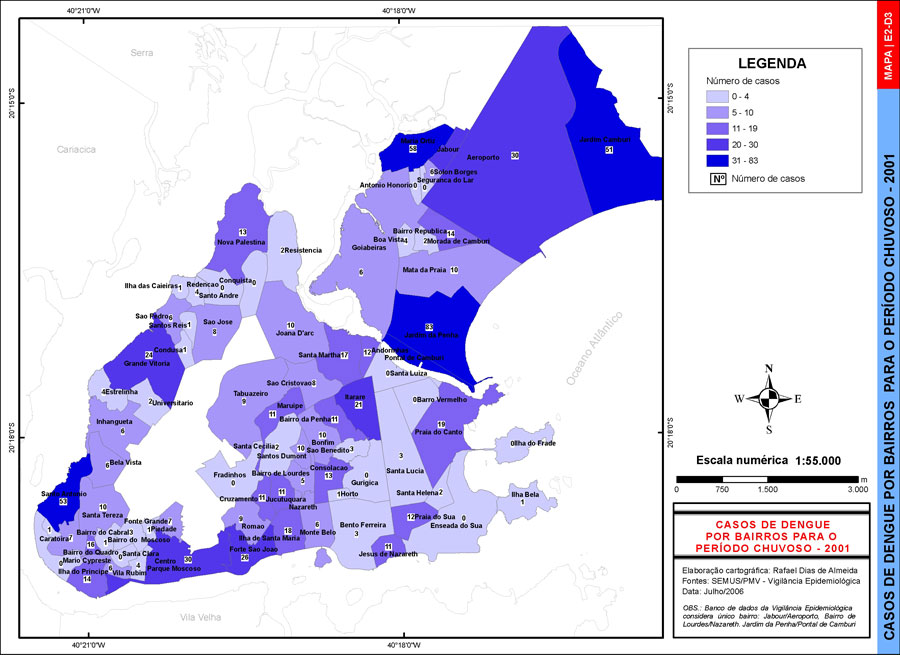 40°21'0"W
40°18'0"W
MAPA | E2-D3
CASOS DE DENGUE POR BAIRROS PARA O PERÍODO CHUVOSO - 2001
20°15'0"S
20°15'0"S
20°18'0"S
20°18'0"S
Serra
Cariacica
Vila Velha
Oceano Atlântico
LEGENDA
Número de casos
0 - 4
5 - 10
11 - 19
20 - 30
31 - 83
Nº Número de casos
58
Jabour
Aeroporto 30
Jardim Camburi
51
6 Solon Borges
Segurança do Lar
0
Antonio Honorio 0
13
Nova Palestina
2 Resistencia
Bairro Republica 14
Boa Vista 4
2 Morada de Camburi
Goiabeiras
6
Mata da Praia 10
Ilha das Caieiras 1
Redencao
4
Conquista 0
0
Santo Andre
Sao Pedro 6
Santos Reis 1
Sao Jose
8
10
Joana D'arc
83
Jardim da Penha
Pontal de Camburi
Condusa 1
24
Grande Vitoria
Santa Martha 17
12 Andorinhas
0 Santa Luiza
4 Estrelinha
2 Universitario
Sao Cristovao 8
Tabuazeiro
9
Itarare
21
0 Barro Vermelho
Maruipe
11
Bairro da Penha 11
19
Praia do Canto
Inhangueta
6
10
Bonfim
Santa Cecilia 2
10 Sao Benedito 3
Santos Dumont
0 Ilha do Frade
3
Santa Lucia
6 Bela Vista
Fradinhos
0
Bairro de Lourdes
5
Consolacao
13
0
Gurigica
Santo Antonio
53
Cruzamento 11
11
Jucutuquara
Nazareth
1 Horto
Santa Helena 2
Ilha Bela
1
10
Santa Tereza
9
Romao
18
Ilha de Santa Maria
6
Monte Belo
Bento Ferreira
3
12 Praia do Sua
0
Enseada do Sua
Fonte Grande 7
1 Piedade
1
Caratoira 7
Bairro do Cabral 3
1 Bairro do Moscoso
16
Bairro do Quadro
0 Santa Clara
0 Mario Cypreste
Forte Sao Joao
26
11
Jesus de Nazareth
Centro 30
Parque Moscoso
Ilha do Principe 6
4
Vila Rubim
14
N
W E
S
Escala numérica 1:55.000
0 750 1.500 3.000
m
CASOS DE DENGUE
POR BAIRROS PARA O
PERÍODO CHUVOSO - 2001
Elaboração cartográfica: Rafael Dias de Almeida
Fontes: SEMUS/PMV - Vigilância Epidemiológica
Data: Julho/2006
OBS.: Banco de dados da Vigilância Epidemiológica
considera único bairro: Jabour/Aeroporto, Bairro de
Lourdes/Nazareth. Jardim da Penha/Pontal de Camburi
40°21'0"W
40°18'0"W